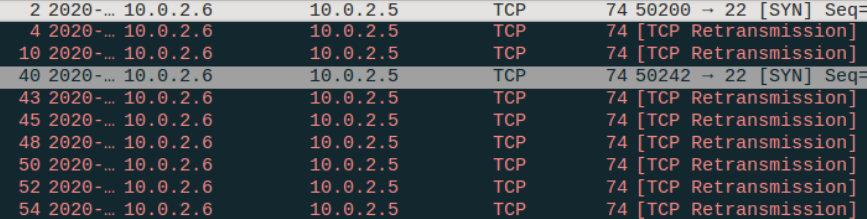 2 2020-… 10.0.2.6 10.0.2.5 TCP 74 50200 → 22 [SYN] Seq=
4 2020-… 10.0.2.6 10.0.2.5 TCP 74 [TCP Retransmission]
10 2020-… 10.0.2.6 10.0.2.5 TCP 74 [TCP Retransmission]
40 2020-… 10.0.2.6 10.0.2.5 TCP 74 50242 → 22 [SYN] Seq=
43 2020-… 10.0.2.6 10.0.2.5 TCP 74 [TCP Retransmission]
45 2020-… 10.0.2.6 10.0.2.5 TCP 74 [TCP Retransmission]
48 2020-… 10.0.2.6 10.0.2.5 TCP 74 [TCP Retransmission]
50 2020-… 10.0.2.6 10.0.2.5 TCP 74 [TCP Retransmission]
52 2020-… 10.0.2.6 10.0.2.5 TCP 74 [TCP Retransmission]
54 2020-… 10.0.2.6 10.0.2.5 TCP 74 [TCP Retransmission]